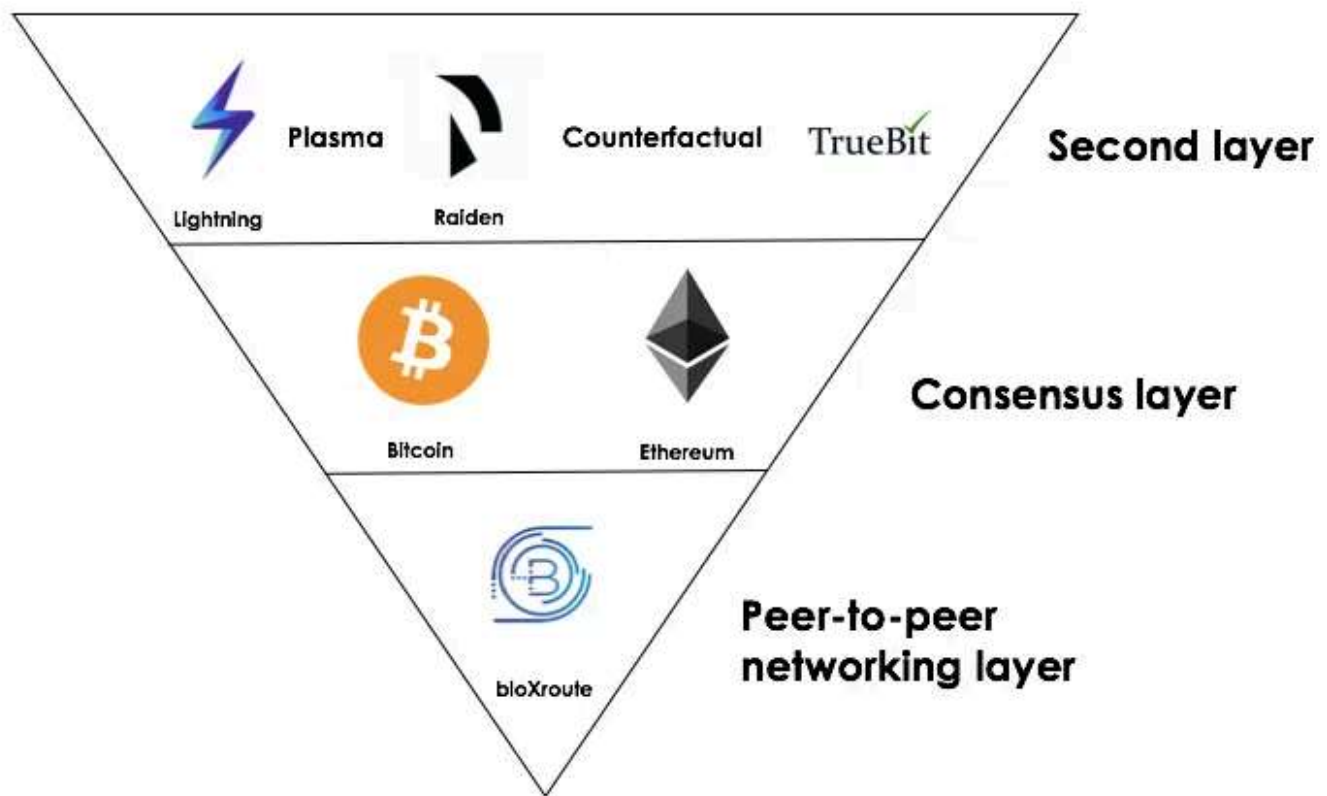 Plasma
Counterfactual
TrueBit
Second layer
Lightning
Raiden
Consensus layer
Bitcoin
Ethereum
B
Peer-to-peer
networking layer
bloXroute